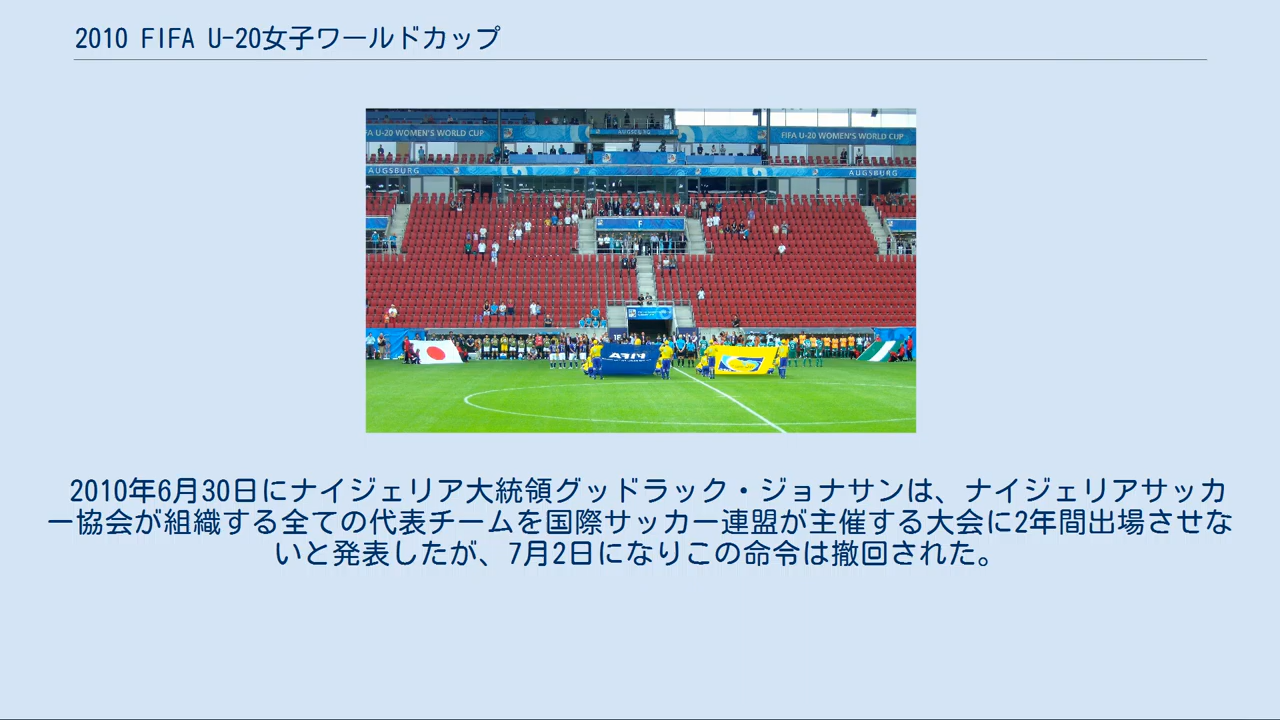 2010 FIFA U-20女子ワールドカップ
FA U-20 WOMEN'S WORLD CUP
AUGSBURG
FIFA U-20 WOMEN'S WORLD CUP
AUGSBURG
AUGSBURG
F
2010年6月30日にナイジェリア大統領グッドラック・ジョナサンは、ナイジェリアサッカ
ー協会が組織する全ての代表チームを国際サッカー連盟が主催する大会に2年間出場させな
いと発表したが、7月2日になりこの命令は撤回された。